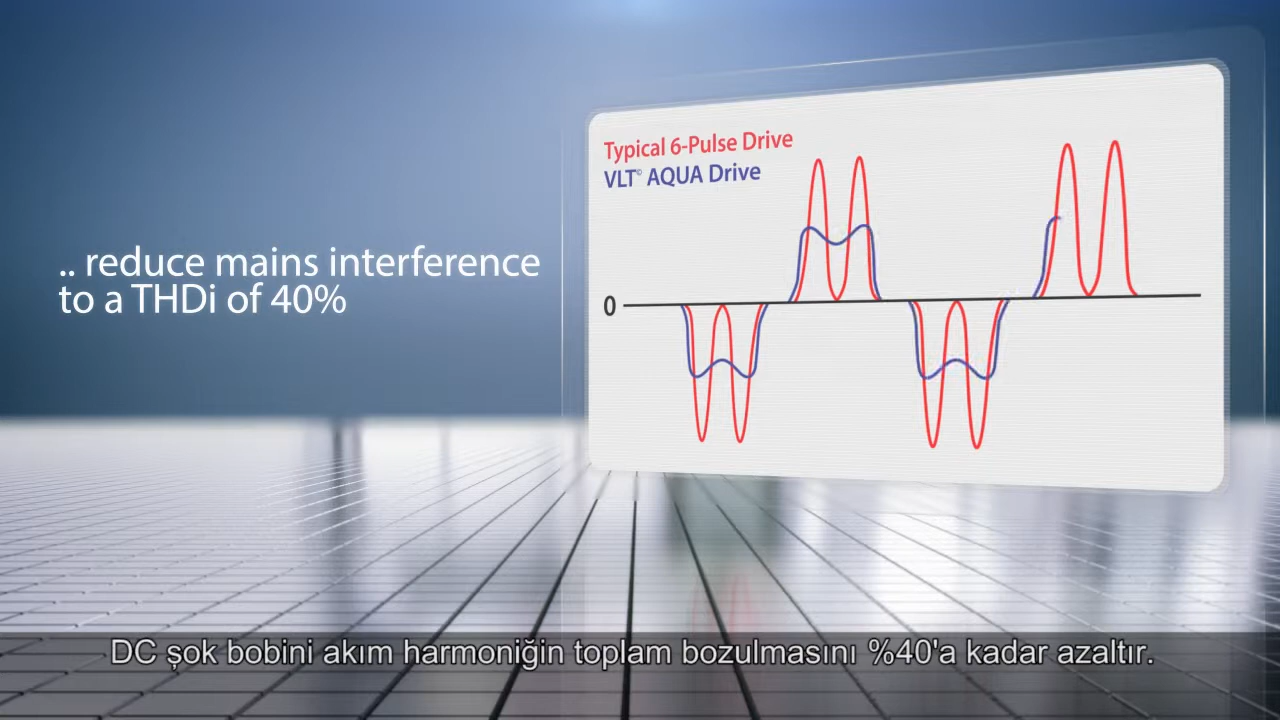 .. reduce mains interference
to a THDi of 40%
Typical 6-Pulse Drive
VLT© AQUA Drive
0
DC şok bobini akım harmoniğin toplam bozulmasını %40'a kadar azaltır.